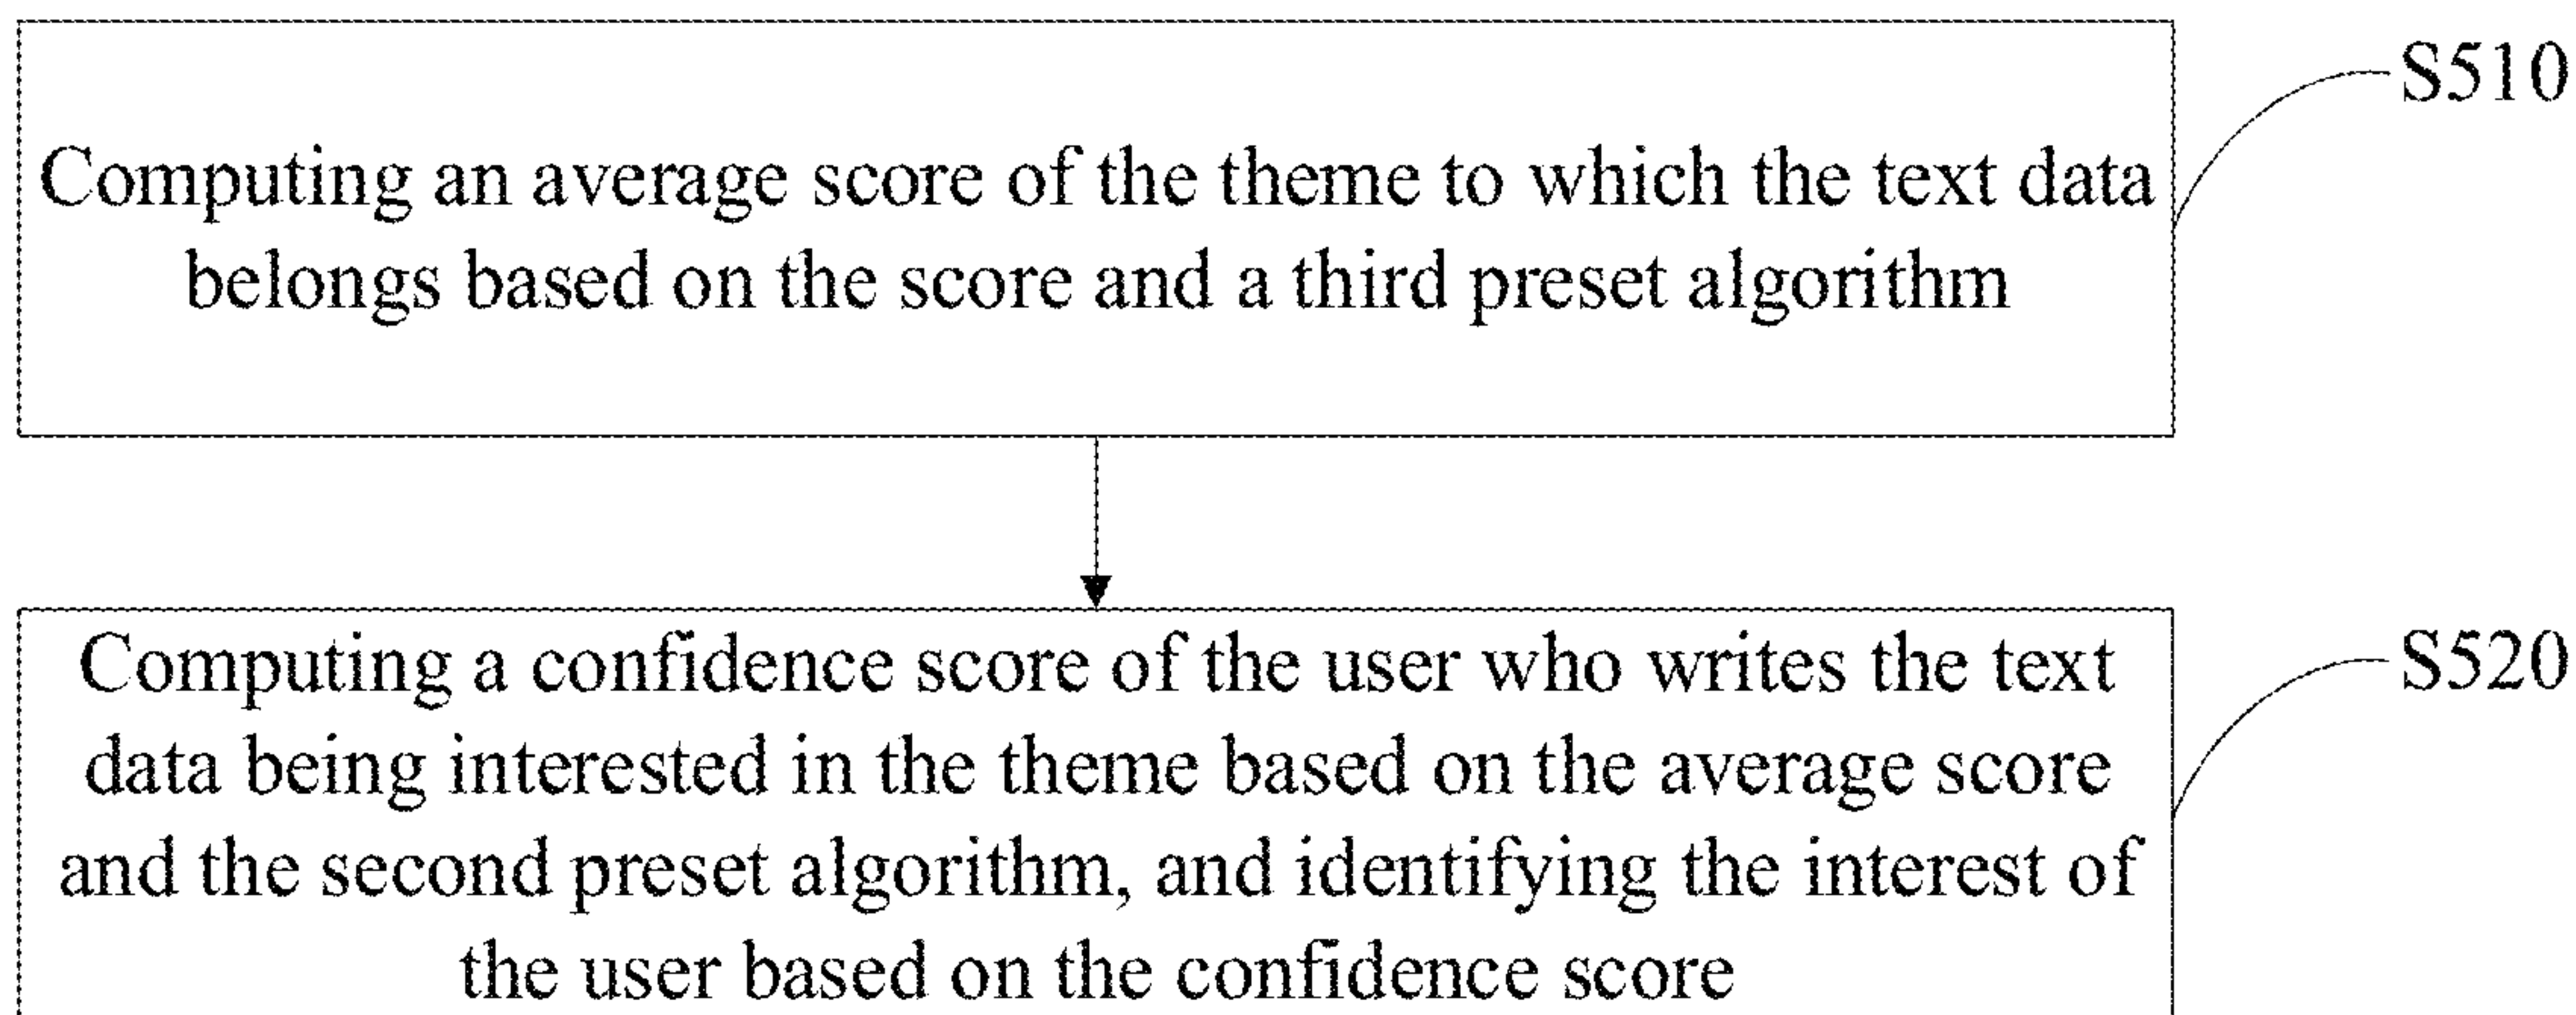 S510
Computing an average score of the theme to which the text data
belongs based on the score and a third preset algorithm
S520
Computing a confidence score of the user who writes the text
data being interested in the theme based on the average score
and the second preset algorithm, and identifying the interest of
the user based on the confidence score